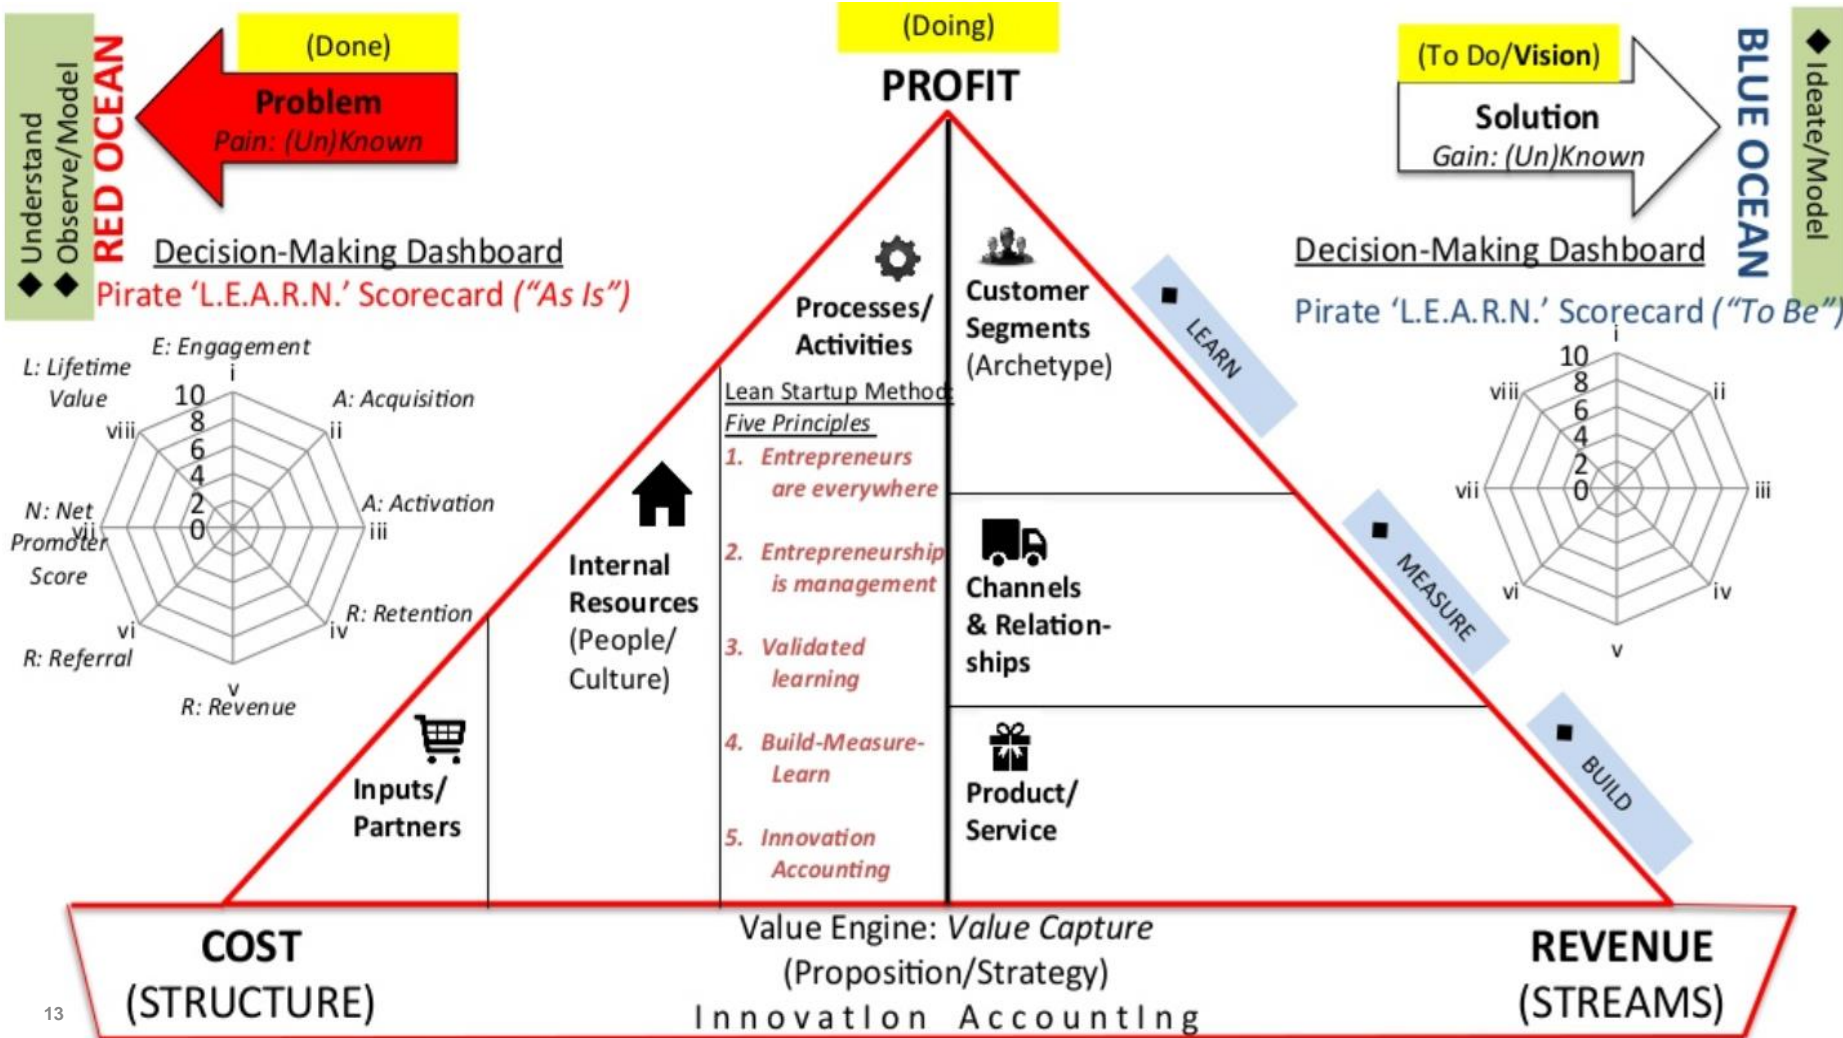 ◆ Understand
◆ Observe/Model
RED OCEAN
(Done)
Problem
Pain: (Un)Known
Decision-Making Dashboard
Pirate ‘L.E.A.R.N.’ Scorecard (“As Is”)
E: Engagement
L: Lifetime
Value
A: Acquisition
A: Activation
N: Net
Promoter
Score
R: Retention
R: Referral
R: Revenue
i
ii
iii
iv
v
vi
vii
viii
10
8
6
4
2
0
(Doing)
PROFIT
Processes/
Activities
Customer
Segments
(Archetype)
Lean Startup Method:
Five Principles
1. Entrepreneurs
are everywhere
2. Entrepreneurship
is management
3. Validated
learning
4. Build-Measure-
Learn
5. Innovation
Accounting
Internal
Resources
(People/
Culture)
Inputs/
Partners
Channels
& Relation-
ships
Product/
Service
■ LEARN
■ MEASURE
■ BUILD
(To Do/Vision)
Solution
Gain: (Un)Known
BLUE OCEAN
◆ Ideate/Model
Decision-Making Dashboard
Pirate ‘L.E.A.R.N.’ Scorecard (“To Be”)
i
ii
iii
iv
v
vi
vii
viii
10
8
6
4
2
0
COST
(STRUCTURE)
Value Engine: Value Capture
(Proposition/Strategy)
Innovation Accounting
REVENUE
(STREAMS)
13